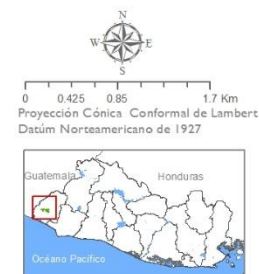 N
W E
S
0 0.425 0.85 1.7 Km
Proyección Cónica Conformal de Lambert
Datúm Norteamericano de 1927
Guatemala Honduras
Océano Pacífico